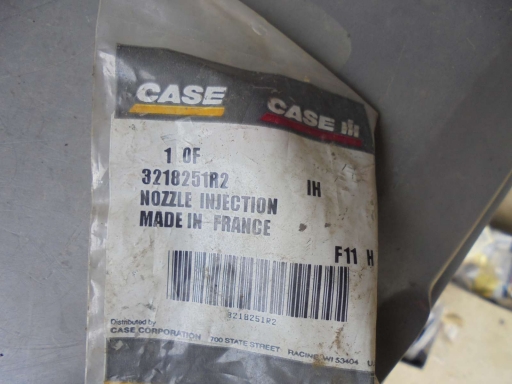 CASE
CASE IH
1 OF
3218251R2 IH
NOZZLE INJECTION
MADE IN FRANCE
F11 H
3218251R2
Distributed by
CASE CORPORATION 700 STATE STREET RACINE, WI 53404